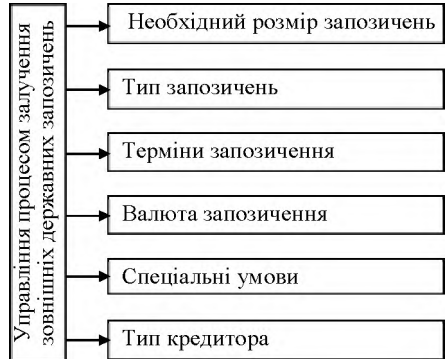 Управління процесом залучення
зовнішніх державних запозичень
Необхідний розмір запозичень
Тип запозичень
Терміни запозичення
Валюта запозичення
Спеціальні умови
Тип кредитора